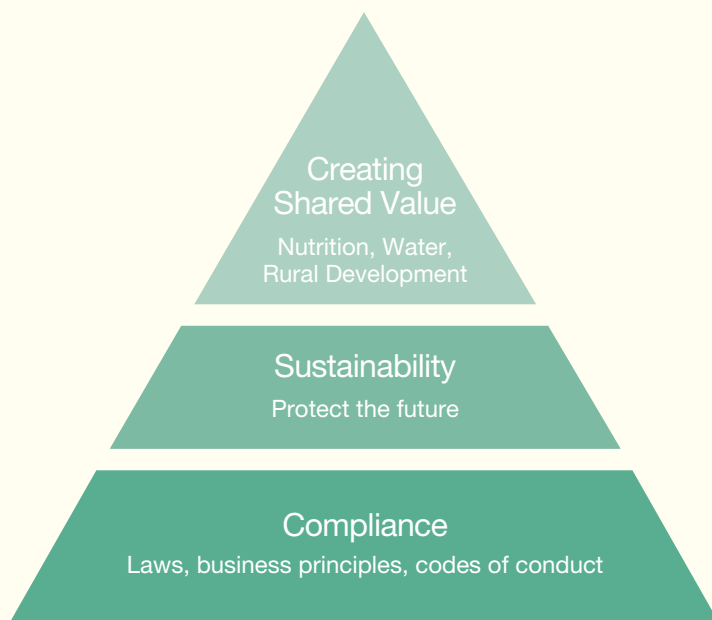 Creating
Shared Value
Nutrition, Water,
Rural Development
Sustainability
Protect the future
Compliance
Laws, business principles, codes of conduct